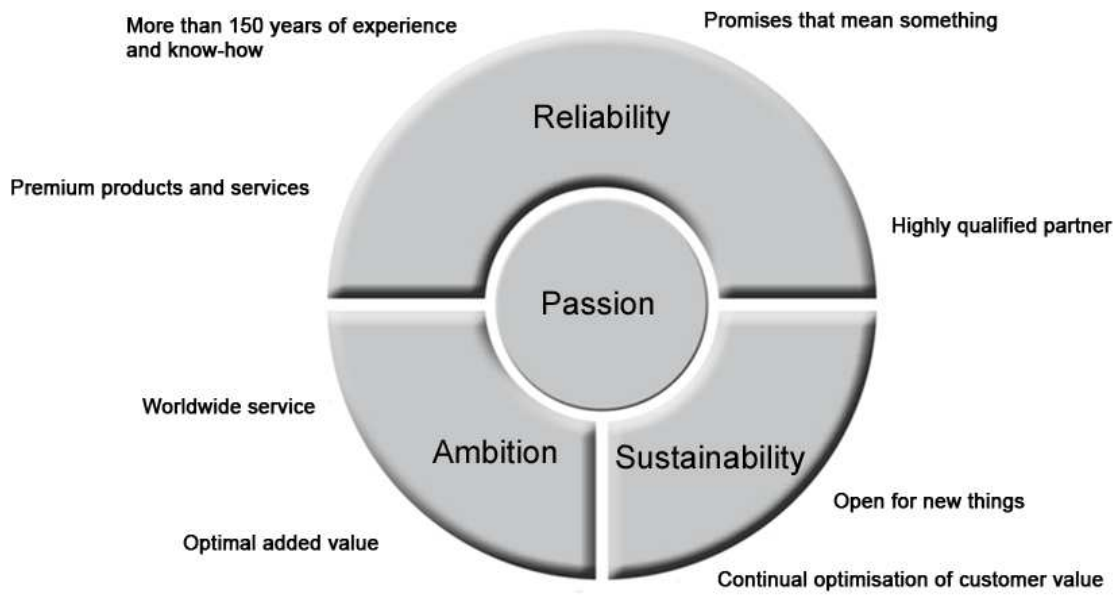 More than 150 years of experience
and know-how
Promises that mean something
Reliability
Premium products and services
Highly qualified partner
Passion
Worldwide service
Ambition
Sustainability
Open for new things
Optimal added value
Continual optimisation of customer value